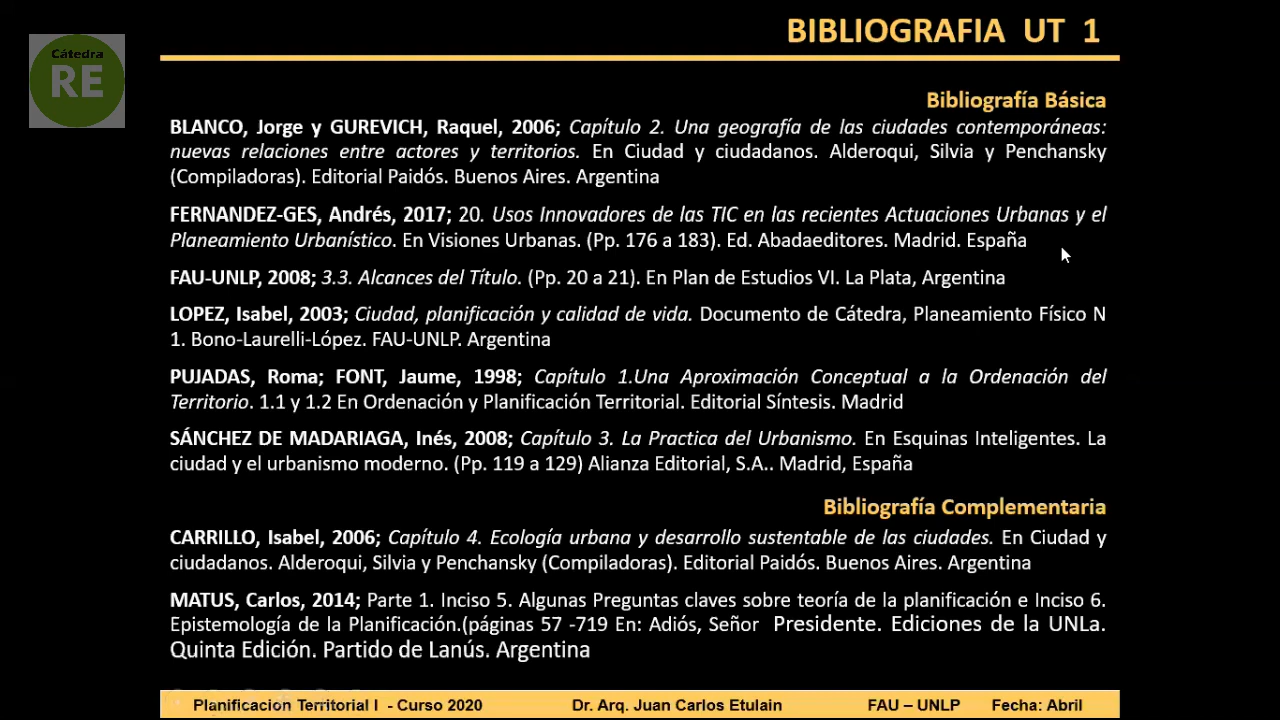 BIBLIOGRAFIA UT 1
Cátedra
RE
Bibliografía Básica
BLANCO, Jorge y GUREVICH, Raquel, 2006; Capítulo 2. Una geografía de las ciudades contemporáneas:
nuevas relaciones entre actores y territorios. En Ciudad y ciudadanos. Alderoqui, Silvia y Penchansky
(Compiladoras). Editorial Paidós. Buenos Aires. Argentina
FERNANDEZ-GES, Andrés, 2017; 20. Usos Innovadores de las TIC en las recientes Actuaciones Urbanas y el
Planeamiento Urbanístico. En Visiones Urbanas. (Pp. 176 a 183). Ed. Abadaeditores. Madrid. España
FAU-UNLP, 2008; 3.3. Alcances del Título. (Pp. 20 a 21). En Plan de Estudios VI. La Plata, Argentina
LOPEZ, Isabel, 2003; Ciudad, planificación y calidad de vida. Documento de Cátedra, Planeamiento Físico N
1. Bono-Laurelli-López. FAU-UNLP. Argentina
PUJADAS, Roma; FONT, Jaume, 1998; Capítulo 1.Una Aproximación Conceptual a la Ordenación del
Territorio. 1.1 y 1.2 En Ordenación y Planificación Territorial. Editorial Síntesis. Madrid
SÁNCHEZ DE MADARIAGA, Inés, 2008; Capítulo 3. La Practica del Urbanismo. En Esquinas Inteligentes. La
ciudad y el urbanismo moderno. (Pp. 119 a 129) Alianza Editorial, S.A.. Madrid, España
Bibliografía Complementaria
CARRILLO, Isabel, 2006; Capítulo 4. Ecología urbana y desarrollo sustentable de las ciudades. En Ciudad y
ciudadanos. Alderoqui, Silvia y Penchansky (Compiladoras). Editorial Paidós. Buenos Aires. Argentina
MATUS, Carlos, 2014; Parte 1. Inciso 5. Algunas Preguntas claves sobre teoría de la planificación e Inciso 6.
Epistemología de la Planificación.(páginas 57 -719 En: Adiós, Señor Presidente. Ediciones de la UNLa.
Quinta Edición. Partido de Lanús. Argentina
Planificación Territorial I - Curso 2020 Dr. Arq. Juan Carlos Etulain FAU – UNLP Fecha: Abril